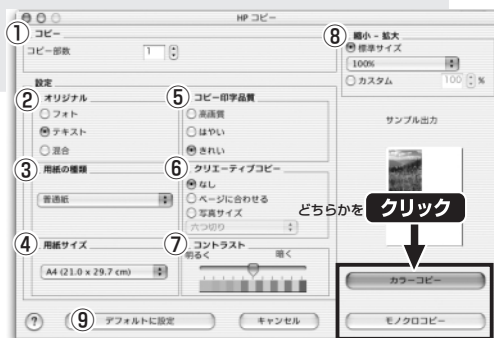 HP コピー
① コピー
コピー部数 1
設定
② オリジナル
フォト
テキスト
混合
③ 用紙の種類
普通紙
④ 用紙サイズ
A4 (21.0 x 29.7 cm)
⑤ コピー印字品質
高画質
はやい
きれい
⑥ クリエーティブコピー
なし
ページに合わせる
写真サイズ
六つ切り
⑦ コントラスト
明るく 暗く
⑧ 縮小 – 拡大
標準サイズ
100%
カスタム 100 %
サンプル出力
どちらかを クリック
カラーコピー
? ⑨ デフォルトに設定 キャンセル モノクロコピー